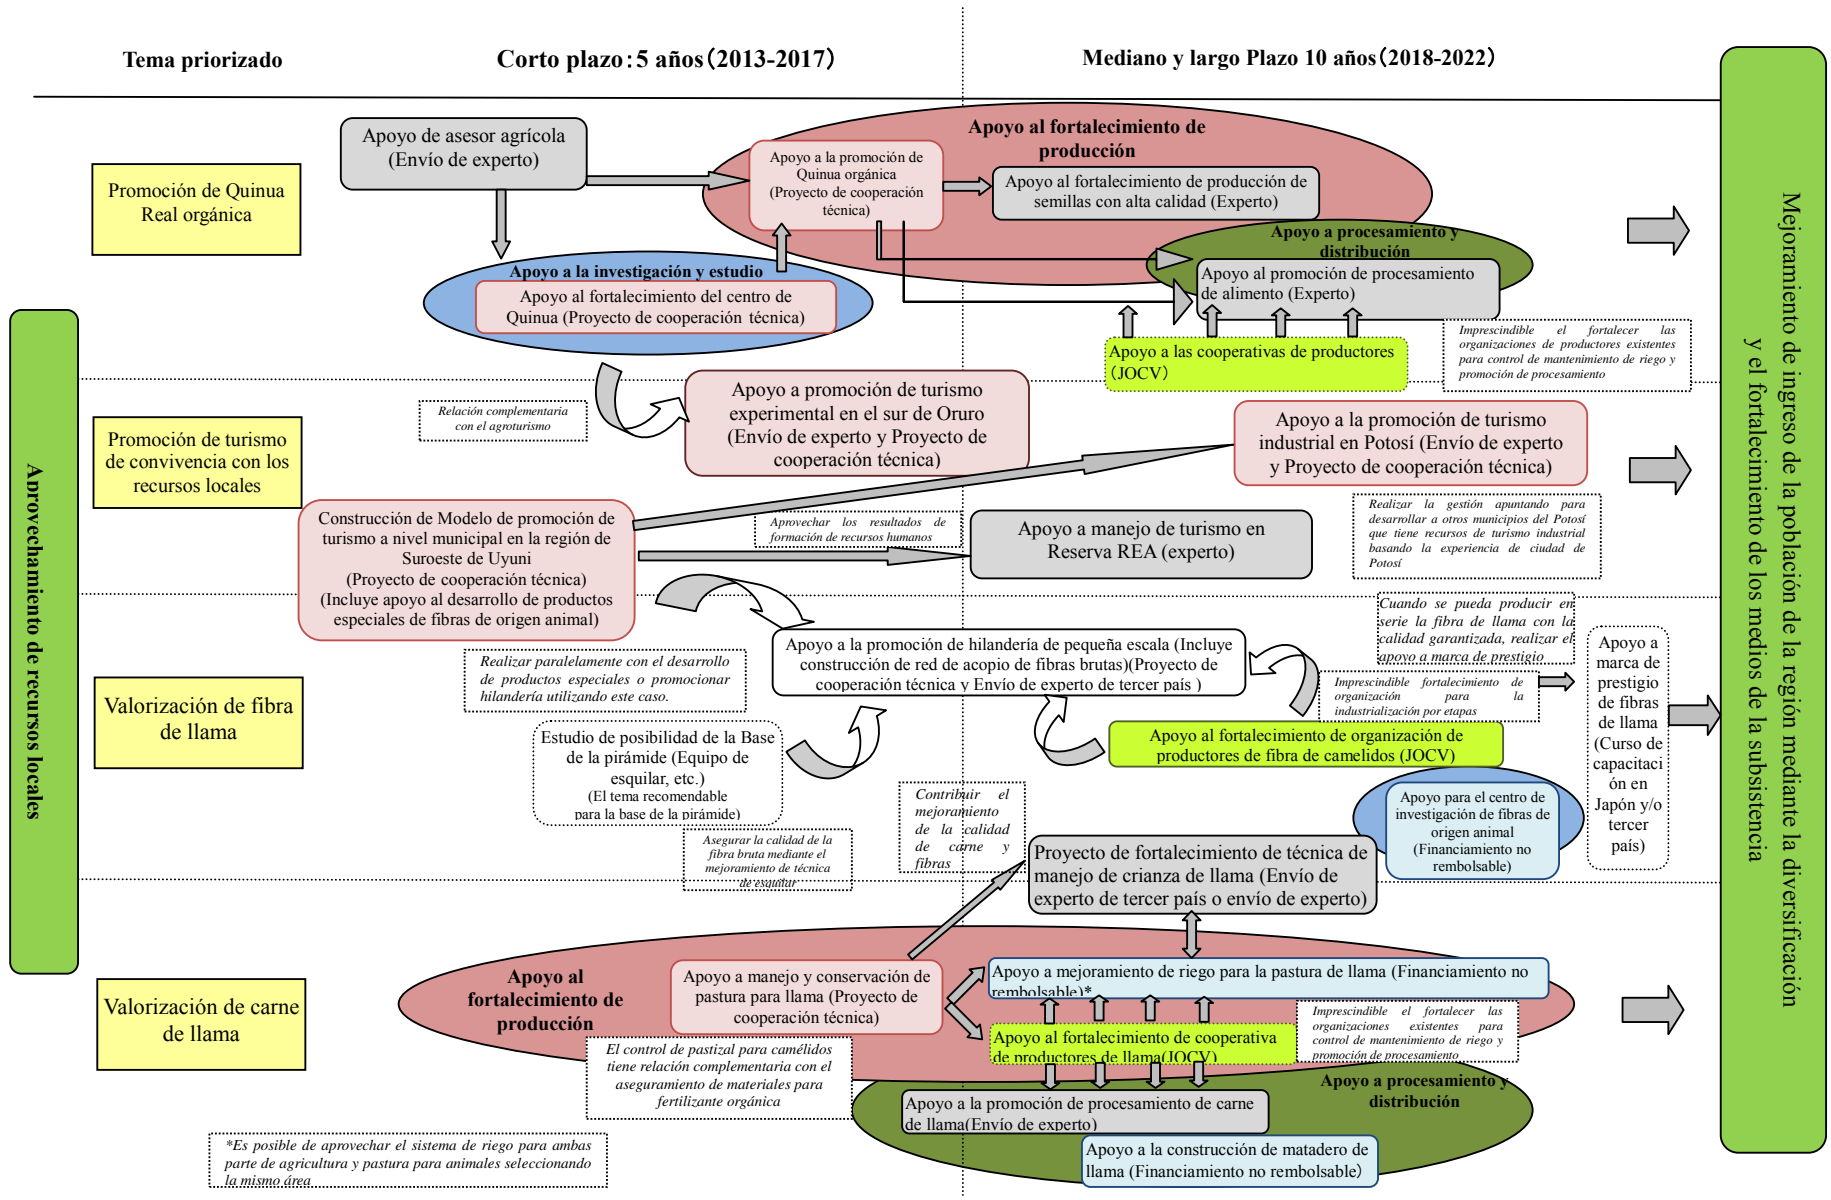 Tema priorizado
Corto plazo:5 años(2013-2017)
Mediano y largo Plazo 10 años(2018-2022)
Aprovechamiento de recursos locales
Promoción de Quinua
Real orgánica
Apoyo de asesor agrícola
(Envío de experto)
Apoyo al fortalecimiento de
producción
Apoyo a la promoción de
Quinua orgánica
(Proyecto de cooperación
técnica)
Apoyo al fortalecimiento de producción de
semillas con alta calidad (Experto)
Apoyo a procesamiento y
distribución
Apoyo al promoción de procesamiento
de alimento (Experto)
Apoyo a la investigación y estudio
Apoyo al fortalecimiento del centro de
Quinua (Proyecto de cooperación técnica)
Apoyo a las cooperativas de productores
(JOCV)
Imprescindible el fortalecer las
organizaciones de productores existentes
para control de mantenimiento de riego y
promoción de procesamiento
Promoción de turismo
de convivencia con los
recursos locales
Relación complementaria
con el agroturismo
Apoyo a promoción de turismo
experimental en el sur de Oruro
(Envío de experto y Proyecto de
cooperación técnica)
Apoyo a la promoción de turismo
industrial en Potosí (Envío de experto
y Proyecto de cooperación técnica)
Construcción de Modelo de promoción de
turismo a nivel municipal en la región de
Suroeste de Uyuni
(Proyecto de cooperación técnica)
(Incluye apoyo al desarrollo de productos
especiales de fibras de origen animal)
Aprovechar los resultados de
formación de recursos humanos
Apoyo a manejo de turismo en
Reserva REA (experto)
Realizar la gestión apuntando para
desarrollar a otros municipios del Potosí
que tiene recursos de turismo industrial
basando la experiencia de ciudad de
Potosí
Valorización de fibra
de llama
Realizar paralelamente con el desarrollo
de productos especiales o promocionar
hilandería utilizando este caso.
Apoyo a la promoción de hilandería de pequeña escala (Incluye
construcción de red de acopio de fibras brutas)(Proyecto de
cooperación técnica y Envío de experto de tercer país )
Cuando se pueda producir en
serie la fibra de llama con la
calidad garantizada, realizar el
apoyo a marca de prestigio
Imprescindible fortalecimiento de
organización para la
industrialización por etapas
Apoyo a
marca de
prestigio
de fibras
de llama
(Curso de
capacitaci
ón en
Japón y/o
tercer
país)
Estudio de posibilidad de la Base
de la pirámide (Equipo de
esquilar, etc.)
(El tema recomendable
para la base de la pirámide)
Apoyo al fortalecimiento de organización de
productores de fibra de camelidos (JOCV)
Asegurar la calidad de la
fibra bruta mediante el
mejoramiento de técnica
de esquilar
Contribuir el
mejoramiento
de la calidad
de carne y
fibras
Apoyo para el centro de
investigación de fibras de
origen animal
(Financiamiento no
rembolsable)
Proyecto de fortalecimiento de técnica de
manejo de crianza de llama (Envío de
experto de tercer país o envío de experto)
Valorización de carne
de llama
Apoyo al
fortalecimiento de
producción
Apoyo a manejo y conservación de
pastura para llama (Proyecto de
cooperación técnica)
Apoyo a mejoramiento de riego para la pastura de llama (Financiamiento no
rembolsable)*
Apoyo al fortalecimiento de cooperativa
de productores de llama(JOCV)
Imprescindible el fortalecer las
organizaciones existentes para
control de mantenimiento de riego y
promoción de procesamiento
El control de pastizal para camélidos
tiene relación complementaria con el
aseguramiento de materiales para
fertilizante orgánica
Apoyo a procesamiento y
distribución
Apoyo a la promoción de procesamiento de carne
de llama(Envío de experto)
Apoyo a la construcción de matadero de
llama (Financiamiento no rembolsable)
*Es posible de aprovechar el sistema de riego para ambas
parte de agricultura y pastura para animales seleccionando
la mismo área
Mejoramiento de ingreso de la población de la región mediante la diversificación
y el fortalecimiento de los medios de la subsistencia